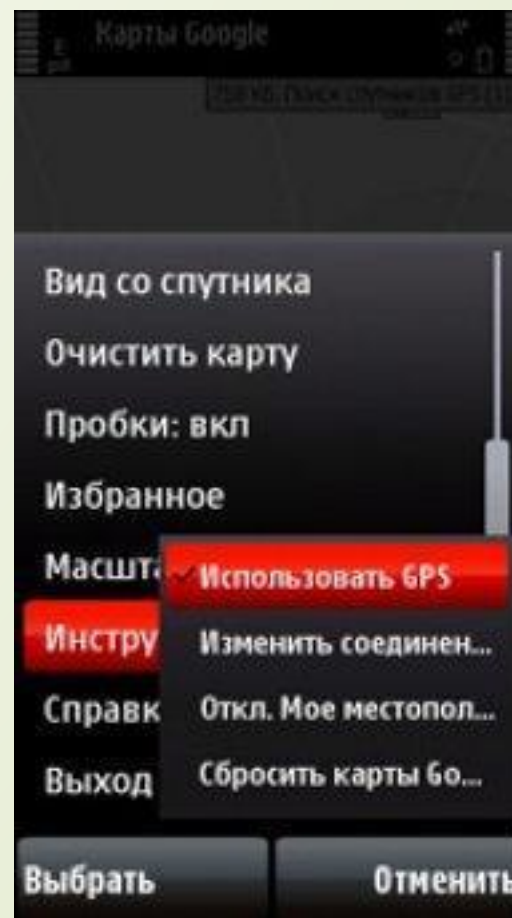 Карты Google
Вид со спутника
Очистить карту
Пробки: вкл
Избранное
Масшта
Инстру
Справк
Выход
Использовать GPS
Изменить соединен...
Откл. Мое местопол...
Сбросить карты Go...
Выбрать
Отменить